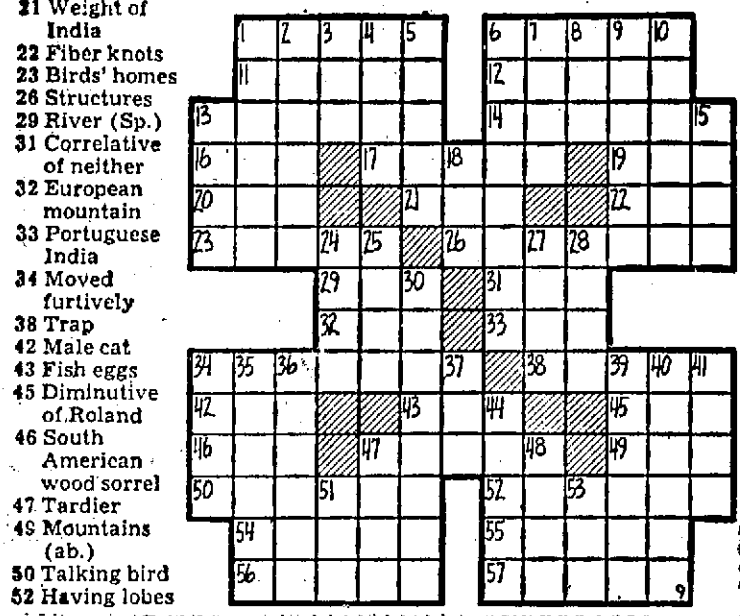 21 Weight of
India
22 Fiber knots
23 Birds' homes
26 Structures
29 River (Sp.)
31 Correlative
of neither
32 European
mountain
33 Portuguese
India
34 Moved
furtively
38 Trap
42 Male cat
43 Fish eggs
45 Diminutive
of Roland
46 South
American
wood sorrel
47 Tardier
49 Mountains
(ab.)
50 Talking bird
52 Having lobes
1 2 3 4 5 6 7 8 9 10
11 12
13 14 15
16 17 18 19
20 21 22
23 24 25 26 27 28
29 30 31
32 33
34 35 36 37 38 39 40 41
42 43 44 45
46 47 48 49
50 51 52 53
54 55
56 57 9